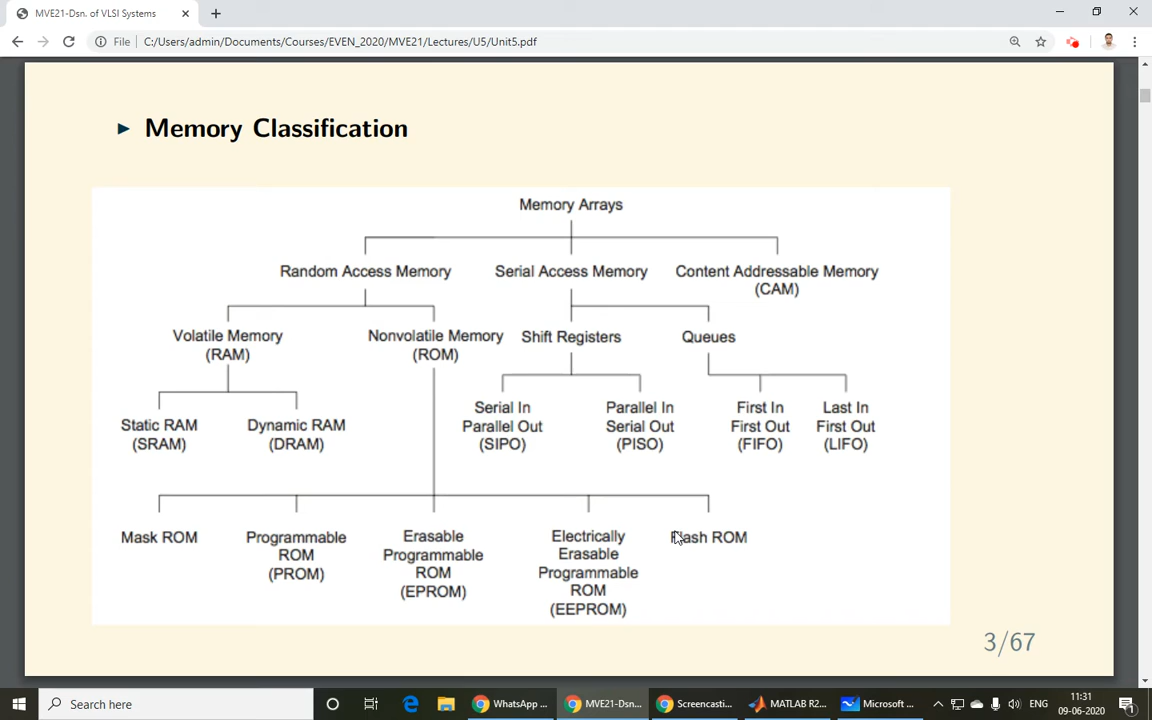 MVE21-Dsn. of VLSI Systems
File C:/Users/admin/Documents/Courses/EVEN_2020/MVE21/Lectures/U5/Unit5.pdf
Memory Classification
Memory Arrays
Random Access Memory Serial Access Memory Content Addressable Memory
(CAM)
Volatile Memory Nonvolatile Memory Shift Registers Queues
(RAM) (ROM)
Static RAM Dynamic RAM Serial In Parallel In First In Last In
(SRAM) (DRAM) Parallel Out Serial Out First Out First Out
(SIPO) (PISO) (FIFO) (LIFO)
Mask ROM Programmable Erasable Electrically Flash ROM
ROM Programmable Erasable
(PROM) ROM Programmable
(EPROM) ROM
(EEPROM)
3/67
Search here
WhatsApp ...
MVE21-Dsn...
Screencasti...
MATLAB R2...
Microsoft ...
ENG
11:31
09-06-2020
1